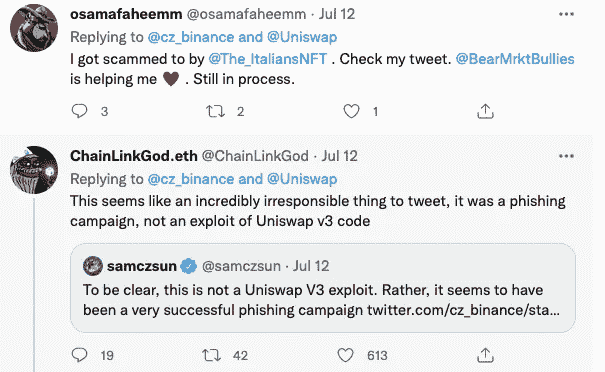 osamafaheemm @osamafaheemm · Jul 12
Replying to @cz_binance and @Uniswap
I got scammed to by @The_ItaliansNFT . Check my tweet. @BearMrktBullies
is helping me 🖤 . Still in process.
3 2 1
ChainLinkGod.eth @ChainLinkGod · Jul 12
Replying to @cz_binance and @Uniswap
This seems like an incredibly irresponsible thing to tweet, it was a phishing
campaign, not an exploit of Uniswap v3 code
samczsun @samczsun · Jul 12
To be clear, this is not a Uniswap V3 exploit. Rather, it seems to have
been a very successful phishing campaign twitter.com/cz_binance/sta...
19 42 613